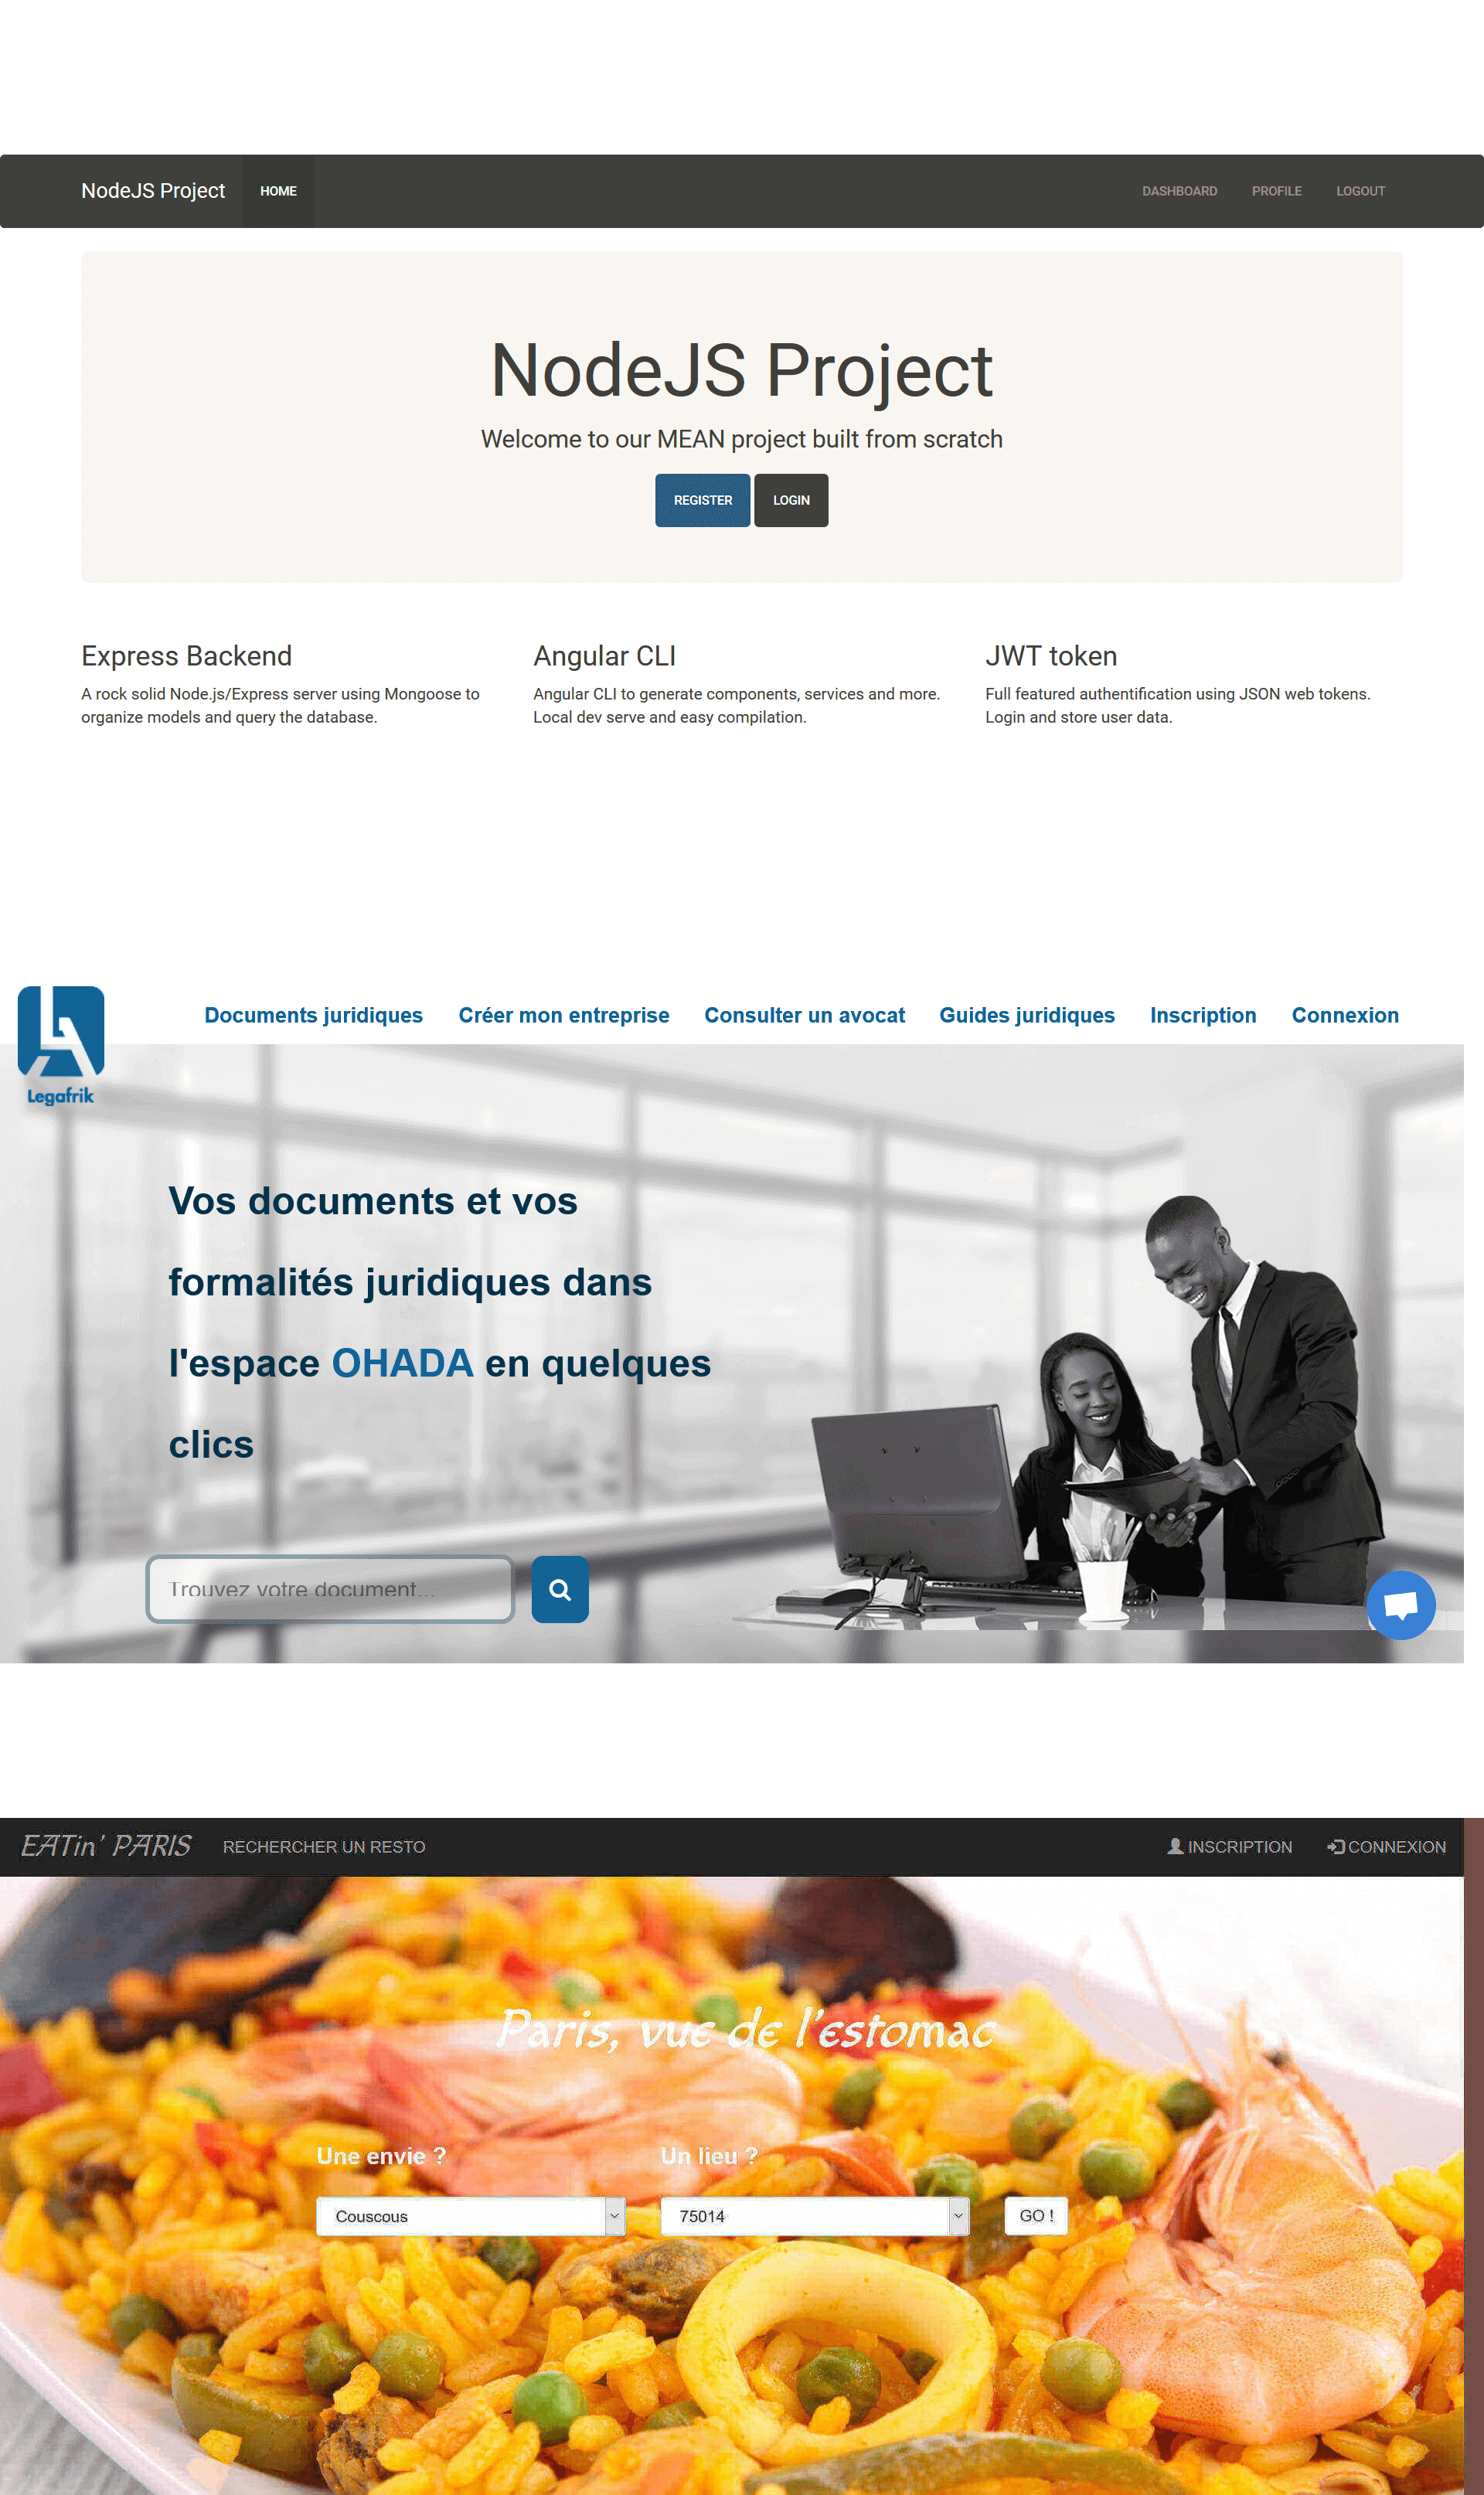 NodeJS Project HOME DASHBOARD PROFILE LOGOUT
NodeJS Project
Welcome to our MEAN project built from scratch
REGISTER LOGIN
Express Backend
A rock solid Node.js/Express server using Mongoose to
organize models and query the database.
Angular CLI
Angular CLI to generate components, services and more.
Local dev serve and easy compilation.
JWT token
Full featured authentification using JSON web tokens.
Login and store user data.
Legafrik
Documents juridiques Créer mon entreprise Consulter un avocat Guides juridiques Inscription Connexion
Vos documents et vos
formalités juridiques dans
l'espace OHADA en quelques
clics
Trouvez votre document...
EATin' PARIS RECHERCHER UN RESTO INSCRIPTION CONNEXION
Paris, vue de l'estomac
Une envie ? Un lieu ?
Couscous 75014 GO !